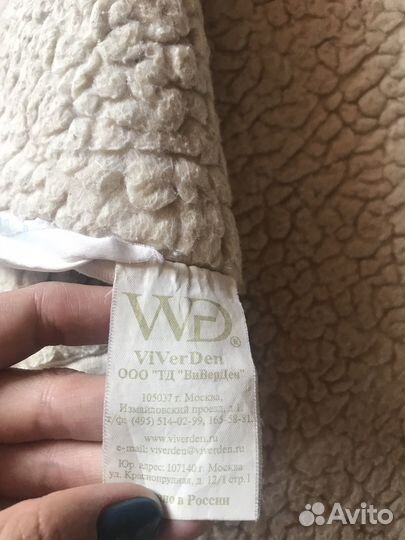 WD®
ViVerDen
ООО "ТД "ВиВерДен"
105037 г. Москва,
Измайловский проезд, д.
т/ф: (495) 514-02-99, 165-58-81
www.viverden.ru
e-mail: viverden@viverden.ru
Юр. адрес: 107140 г. Москва
ул. Краснопрудная, д. 12/1 стр.1
в России
Avito